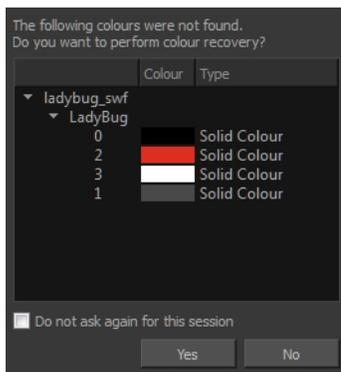 The following colours were not found.
Do you want to perform colour recovery?
Colour Type
ladybug_swf
LadyBug
0 Solid Colour
2 Solid Colour
3 Solid Colour
1 Solid Colour
Do not ask again for this session
Yes No